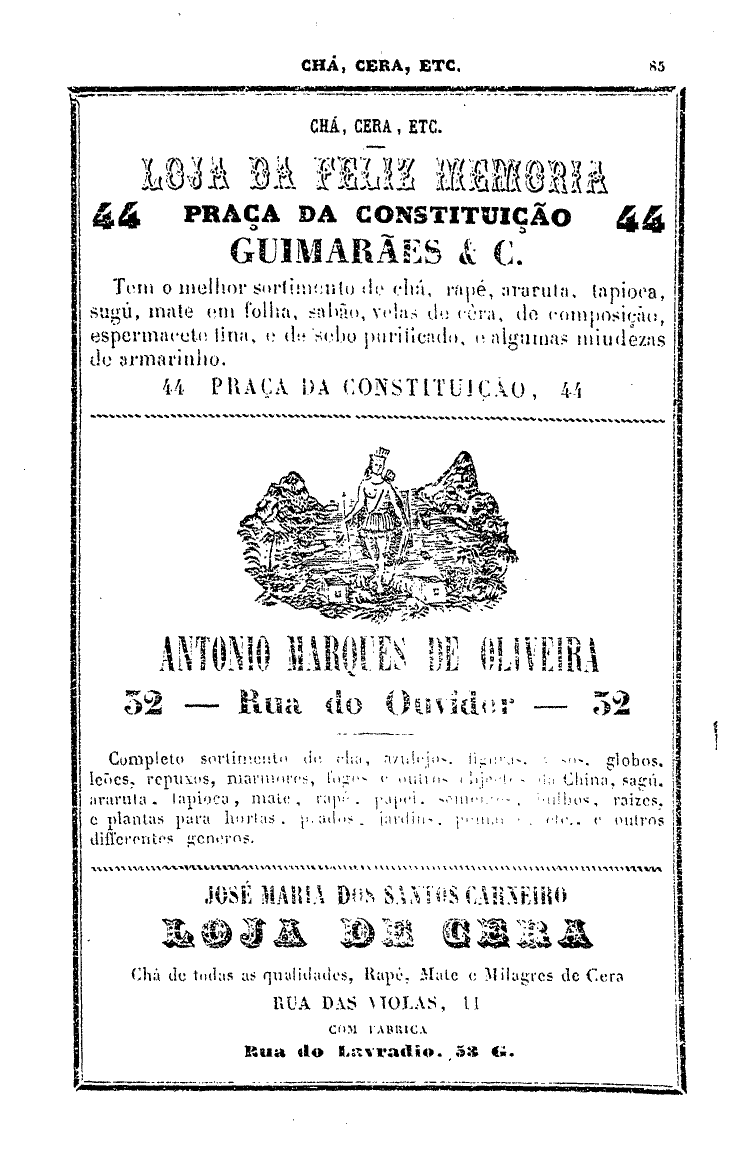 CHÁ, CERA, ETC. 85
CHÁ, CERA, ETC.
LOJA DA FELIZ MEMORIA
44 PRAÇA DA CONSTITUIÇÃO 44
GUIMARÃES & C.
Tem o melhor sortimento de chá, rapé, araruta, tapioca,
sagú, mate em folha, sabão, velas de cêra, de composição,
espermacete fina, e de sebo purificado, e algumas miudezas
de armarinho.
44 PRAÇA DA CONSTITUIÇÃO, 44
ANTONIO MARQUES DE OLIVEIRA
32 — Rua do Ouvidor — 32
Completo sortimento de cha, azulejos, figuras, globos,
leões, repuxos, marmores, fogos e outros objectos da China, sagú,
araruta, tapioca, mate, rapé, papel, sementes, bulbos, raizes,
e plantas para hortas, prados, jardins, etc., e outros
differentes generos.
JOSÉ MARIA DOS SANTOS CARNEIRO
LOJA DE CERA
Chá de todas as qualidades, Rapé, Mate e Milagres de Cera
RUA DAS VIOLAS, 11
COM FABRICA
Rua do Lavradio, 53 G.